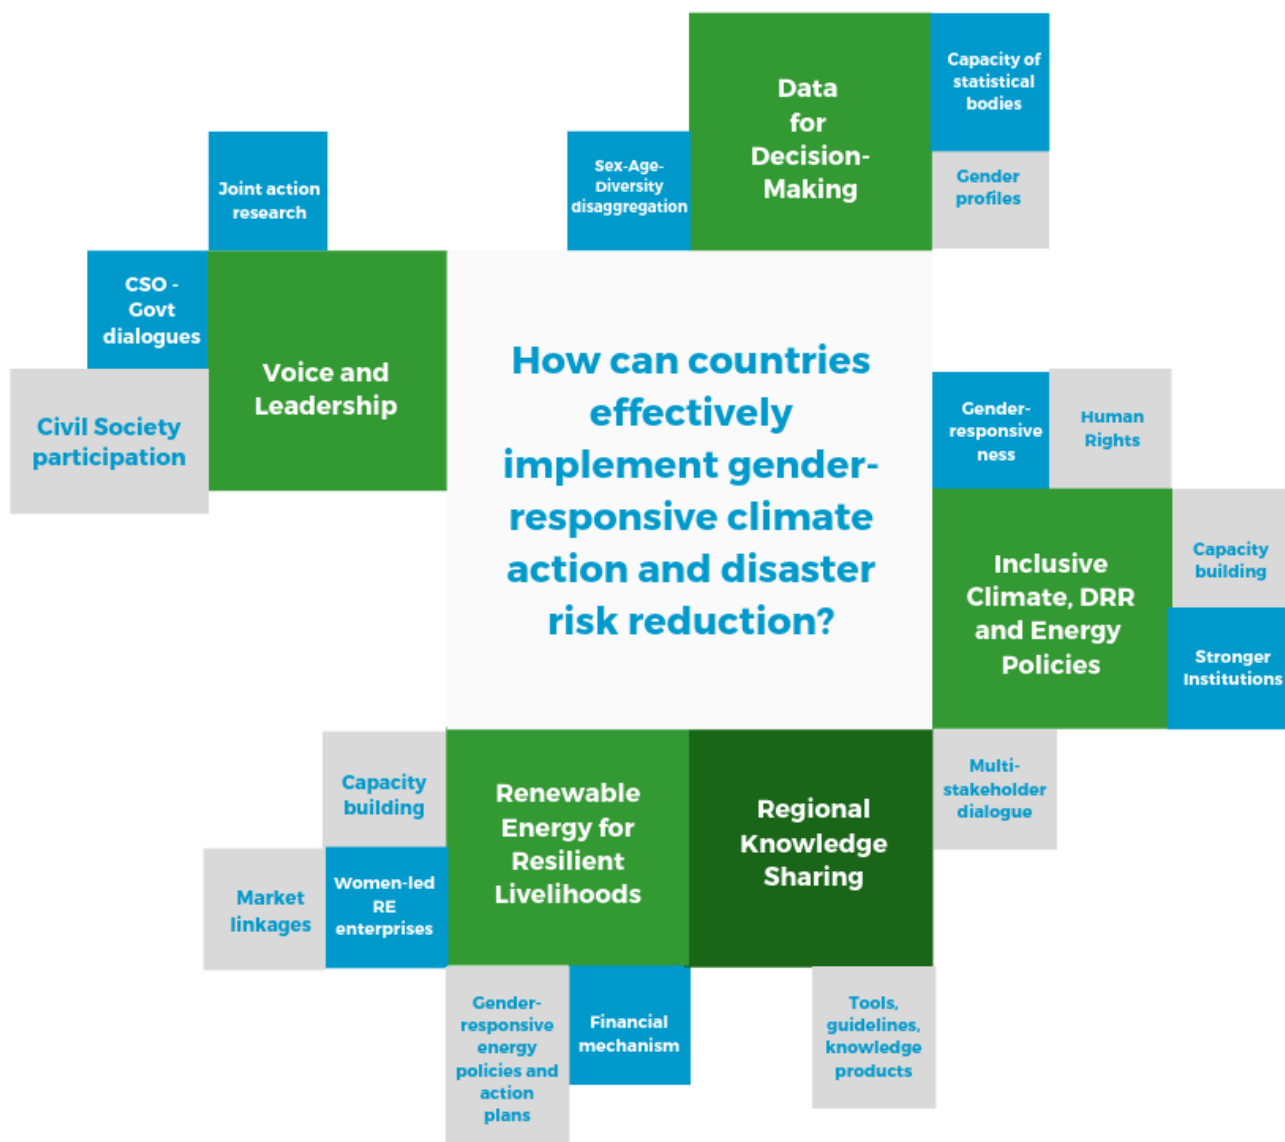 Data
for
Decision-
Making
Capacity of
statistical
bodies
Sex-Age-
Diversity
disaggregation
Gender
profiles
Joint action
research
CSO -
Govt
dialogues
Voice and
Leadership
Civil Society
participation
How can countries
effectively
implement gender-
responsive climate
action and disaster
risk reduction?
Gender-
responsive
ness
Human
Rights
Inclusive
Climate, DRR
and Energy
Policies
Capacity
building
Stronger
Institutions
Capacity
building
Renewable
Energy for
Resilient
Livelihoods
Regional
Knowledge
Sharing
Multi-
stakeholder
dialogue
Market
linkages
Women-led
RE
enterprises
Gender-
responsive
energy
policies and
action
plans
Financial
mechanism
Tools,
guidelines,
knowledge
products